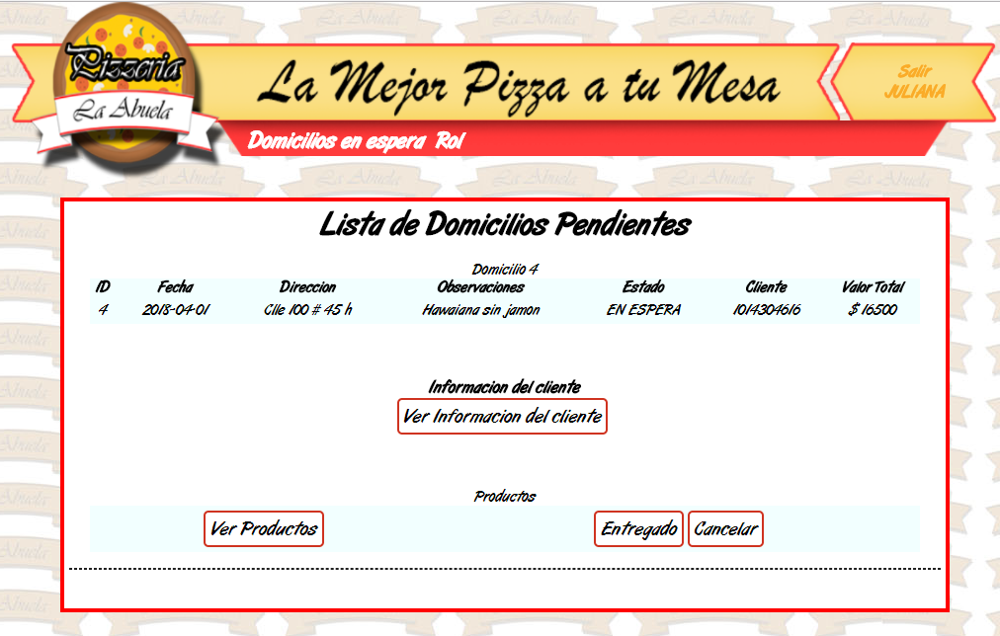 Pizzeria
La Abuela
La Mejor Pizza a tu Mesa
Salir
JULIANA
Domicilios en espera Rol
Lista de Domicilios Pendientes
Domicilio 4
ID Fecha Direccion Observaciones Estado Cliente Valor Total
4 2018-04-01 Clle 100 # 45 h Hawaiana sin jamon EN ESPERA 1014304616 $ 16500
Informacion del cliente
Ver Informacion del cliente
Productos
Ver Productos Entregado Cancelar